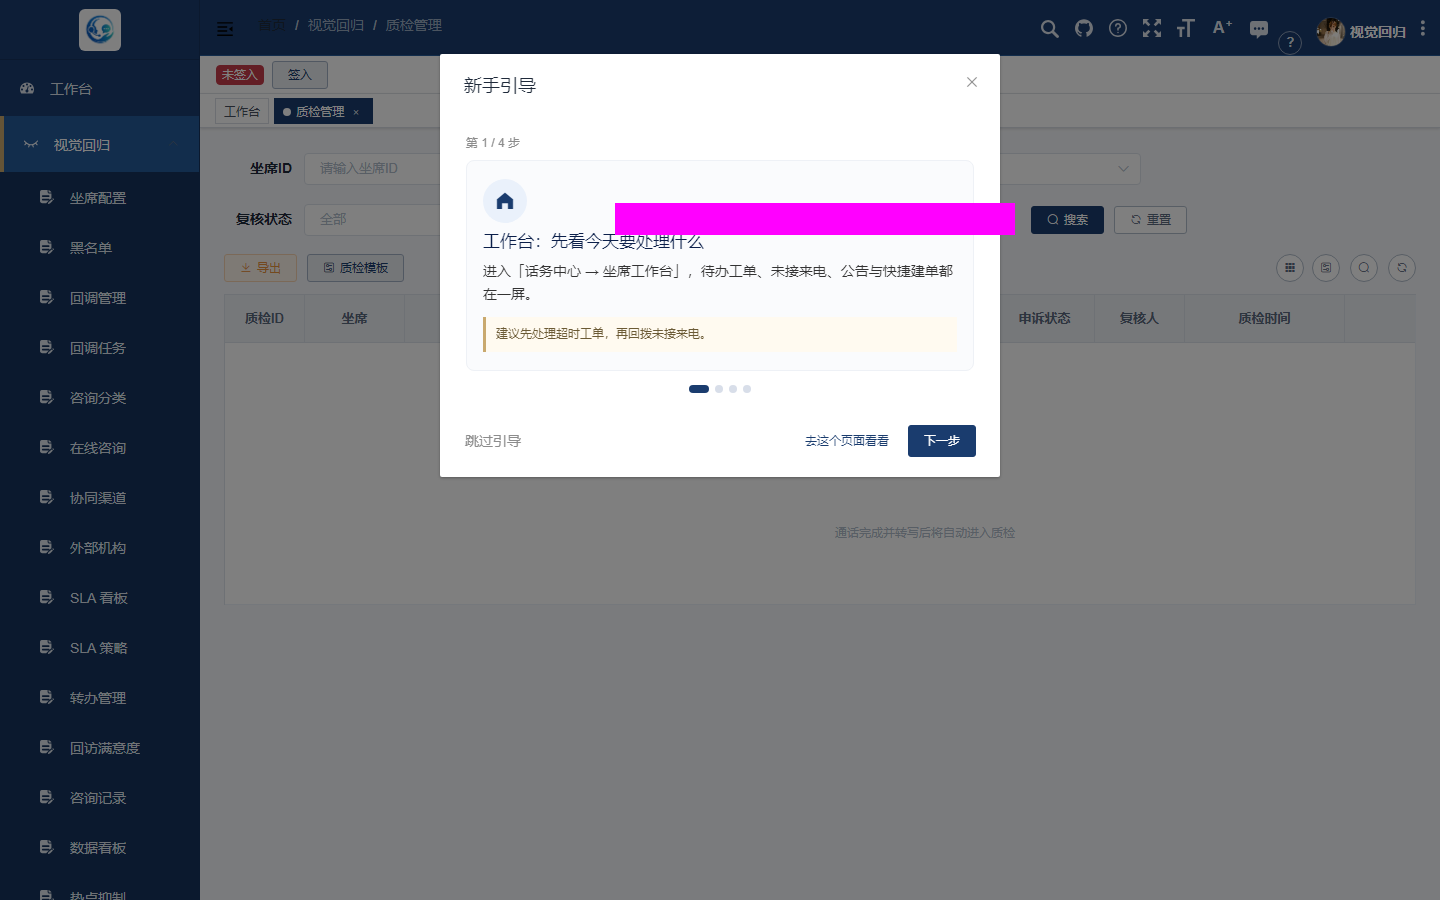 首页 / 视觉回归 / 质检管理
A+
?
视觉回归
工作台
视觉回归
坐席配置
黑名单
回调管理
回调任务
咨询分类
在线咨询
协同渠道
外部机构
SLA 看板
SLA 策略
转办管理
回访满意度
咨询记录
数据看板
热点抑制
未签入 签入
工作台 质检管理 ×
坐席ID 请输入坐席ID
复核状态 全部
搜索 重置
导出 质检模板
质检ID 坐席 申诉状态 复核人 质检时间
通话完成并转写后将自动进入质检
新手引导
第 1 / 4 步
工作台：先看今天要处理什么
进入「话务中心 → 坐席工作台」，待办工单、未接来电、公告与快捷建单都
在一屏。
建议先处理超时工单，再回拨未接来电。
跳过引导 去这个页面看看 下一步